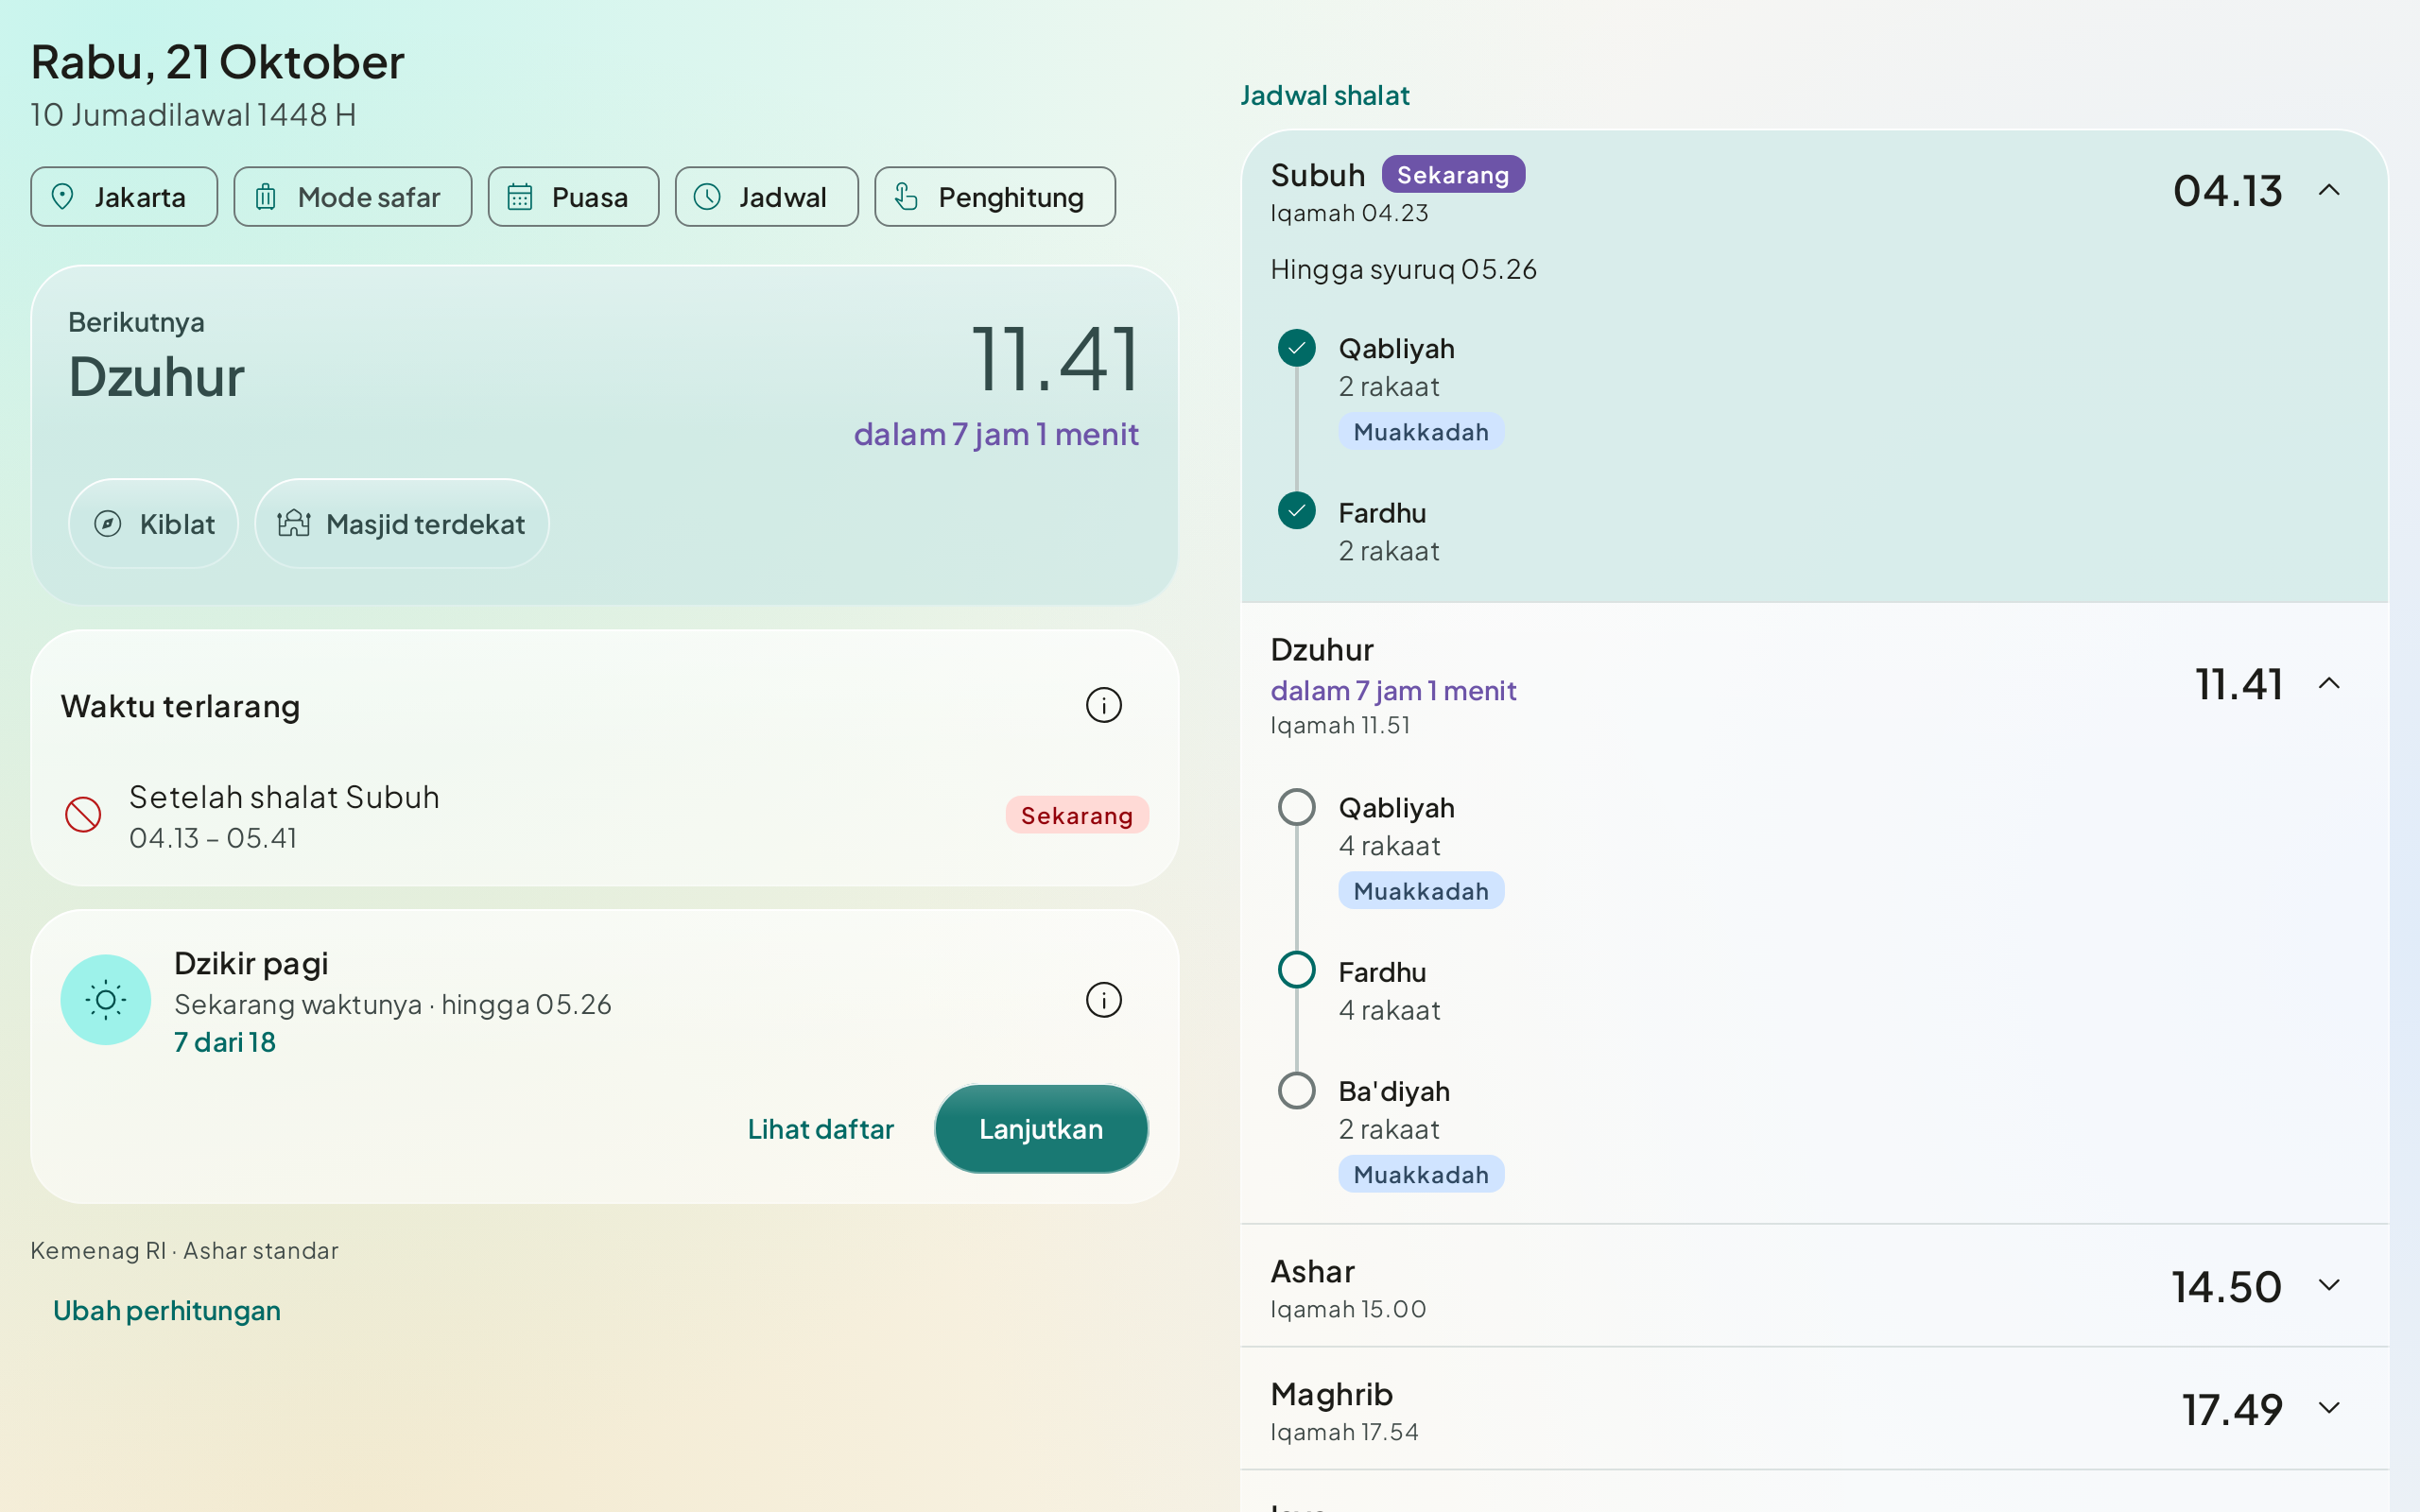 Rabu, 21 Oktober
10 Jumadilawal 1448 H
Jakarta
Mode safar
Puasa
Jadwal
Penghitung
Berikutnya
Dzuhur
11.41
dalam 7 jam 1 menit
Kiblat
Masjid terdekat
Waktu terlarang
Setelah shalat Subuh
04.13 – 05.41
Sekarang
Dzikir pagi
Sekarang waktunya · hingga 05.26
7 dari 18
Lihat daftar
Lanjutkan
Kemenag RI · Ashar standar
Ubah perhitungan
Jadwal shalat
Subuh
Sekarang
Iqamah 04.23
04.13
Hingga syuruq 05.26
Qabliyah
2 rakaat
Muakkadah
Fardhu
2 rakaat
Dzuhur
dalam 7 jam 1 menit
Iqamah 11.51
11.41
Qabliyah
4 rakaat
Muakkadah
Fardhu
4 rakaat
Ba'diyah
2 rakaat
Muakkadah
Ashar
Iqamah 15.00
14.50
Maghrib
Iqamah 17.54
17.49